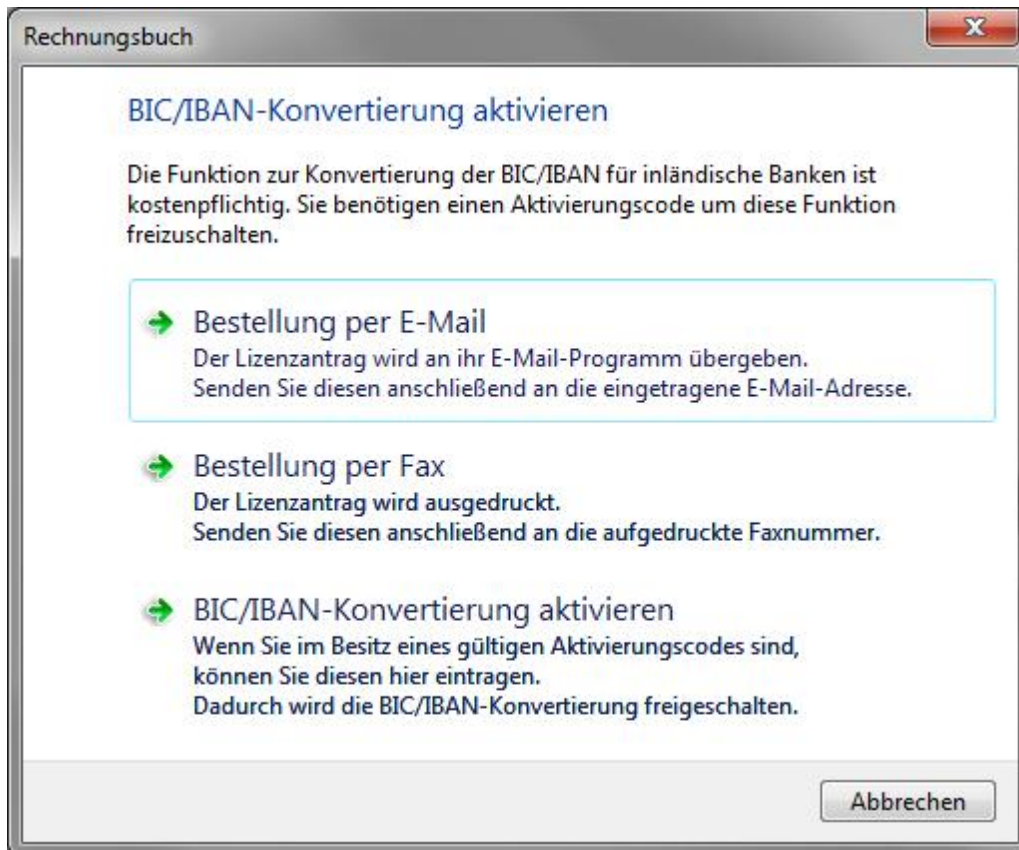 Rechnungsbuch
BIC/IBAN-Konvertierung aktivieren
Die Funktion zur Konvertierung der BIC/IBAN für inländische Banken ist
kostenpflichtig. Sie benötigen einen Aktivierungscode um diese Funktion
freizuschalten.
Bestellung per E-Mail
Der Lizenzantrag wird an ihr E-Mail-Programm übergeben.
Senden Sie diesen anschließend an die eingetragene E-Mail-Adresse.
Bestellung per Fax
Der Lizenzantrag wird ausgedruckt.
Senden Sie diesen anschließend an die aufgedruckte Faxnummer.
BIC/IBAN-Konvertierung aktivieren
Wenn Sie im Besitz eines gültigen Aktivierungscodes sind,
können Sie diesen hier eintragen.
Dadurch wird die BIC/IBAN-Konvertierung freigeschalten.
Abbrechen